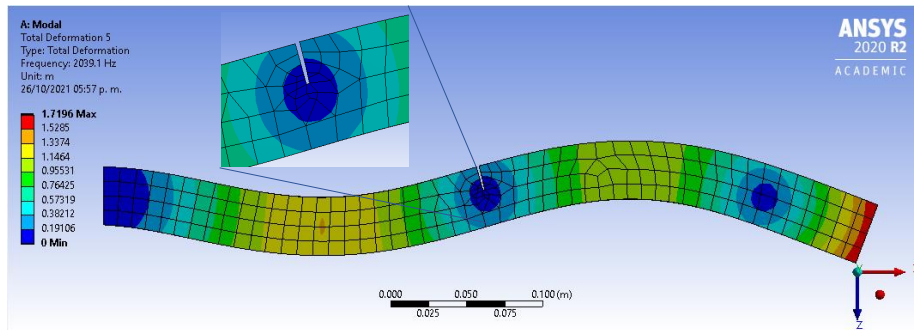 A: Modal
Total Deformation 5
Type: Total Deformation
Frequency: 2039.1 Hz
Unit: m
26/10/2021 05:57 p. m.
1.7196 Max
1.5285
1.3374
1.1464
0.95531
0.76425
0.57319
0.38212
0.19106
0 Min
ANSYS
2020 R2
ACADEMIC
0.000
0.050
0.100 (m)
0.025
0.075
Z